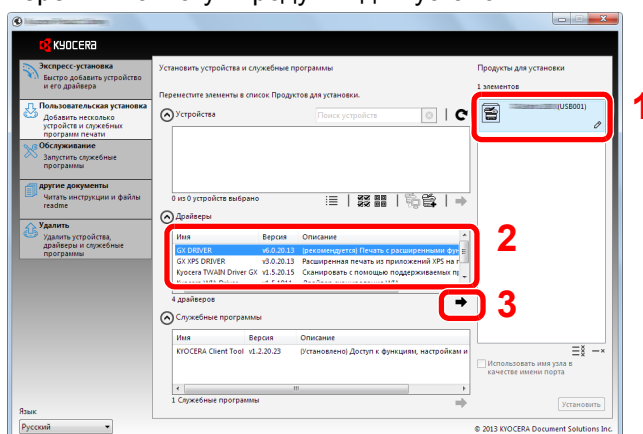 KYOCERA
Экспресс-установка
Быстро добавить устройство
и его драйвера
Пользовательская установка
Добавить несколько
устройств и служебных
программ печати
Обслуживание
Запустить служебные
программы
другие документы
Читать инструкции и файлы
readme
Удалить
Удалить устройства,
драйверы и служебные
программы
Язык
Русский
Установить устройства и служебные программы
Переместите элементы в список Продуктов для установки.
Устройства
Поиск устройств
0 из 0 устройств выбрано
Драйверы
Имя Версия Описание
GX DRIVER v6.0.20.13 (рекомендуется) Печать с расширенными фун
GX XPS DRIVER v3.0.20.13 Расширенная печать из приложений XPS на п
Kyocera TWAIN Driver GX v1.5.20.15 Сканировать с помощью поддерживаемых пр
4 драйверов
Служебные программы
Имя Версия Описание
KYOCERA Client Tool v1.2.20.23 (Установлено) Доступ к функциям, настройкам и
1 Служебные программы
Продукты для установки
1 элементов
(USB001)
1
2
3
Использовать имя узла в
качестве имени порта
Установить
© 2013 KYOCERA Document Solutions Inc.